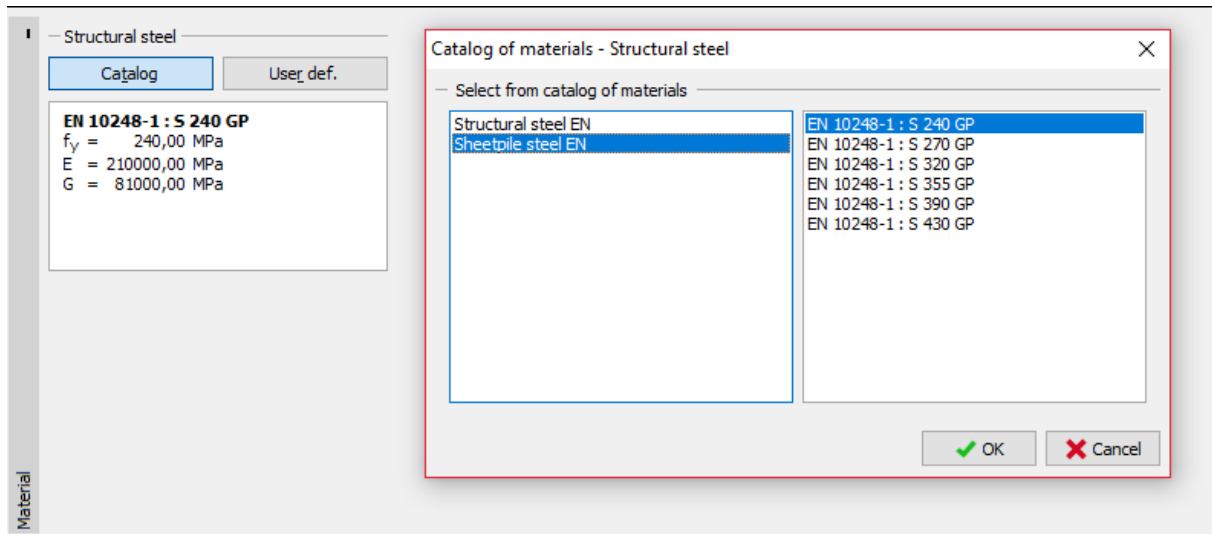 Structural steel
Catalog
User def.
EN 10248-1 : S 240 GP
fy = 240,00 MPa
E = 210000,00 MPa
G = 81000,00 MPa
Material
Catalog of materials - Structural steel
Select from catalog of materials
Structural steel EN
Sheetpile steel EN
EN 10248-1 : S 240 GP
EN 10248-1 : S 270 GP
EN 10248-1 : S 320 GP
EN 10248-1 : S 355 GP
EN 10248-1 : S 390 GP
EN 10248-1 : S 430 GP
OK
Cancel